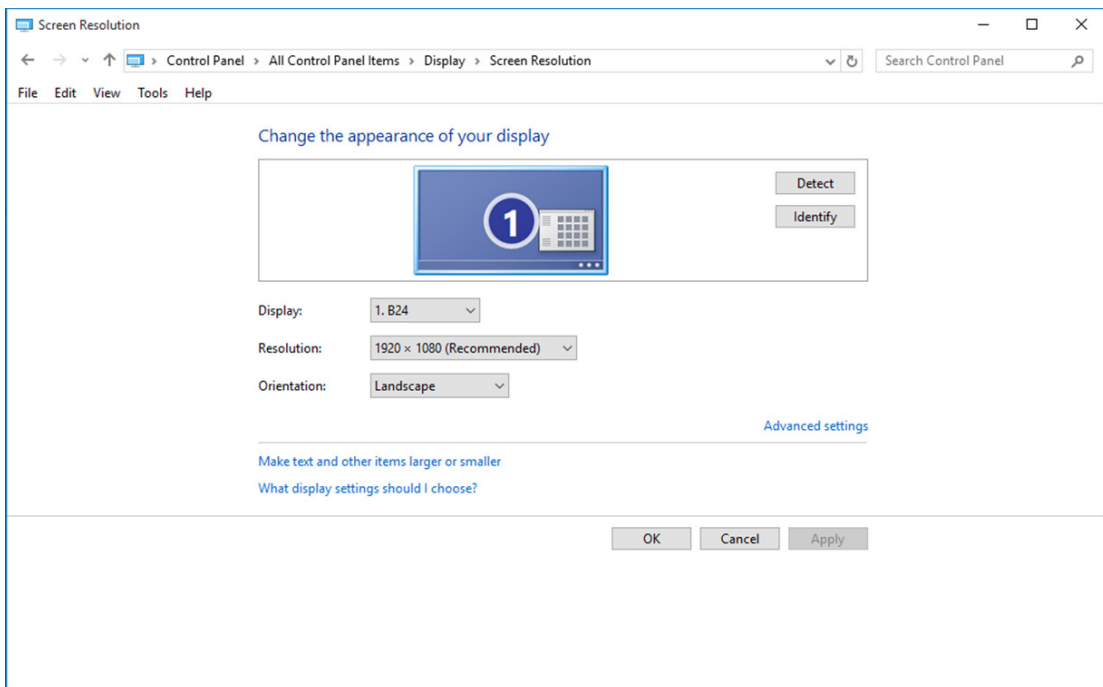 Screen Resolution
Control Panel > All Control Panel Items > Display > Screen Resolution
Search Control Panel
File Edit View Tools Help
Change the appearance of your display
1
Detect
Identify
Display: 1. B24
Resolution: 1920 × 1080 (Recommended)
Orientation: Landscape
Advanced settings
Make text and other items larger or smaller
What display settings should I choose?
OK Cancel Apply